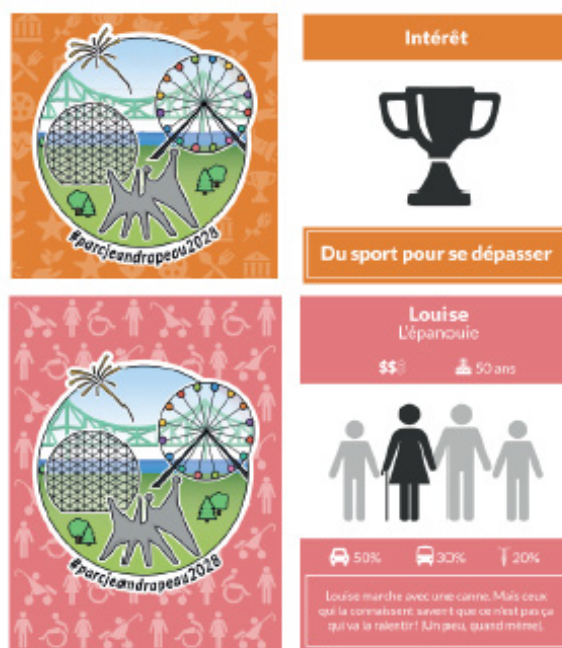 #parcjeandrapeau2028
Intérêt
Du sport pour se dépasser
#parcjeandrapeau2028
Louise
L'épanouie
$$$
50 ans
50%
30%
20%
Louise marche avec une canne. Mais ceux
qui la connaissent savent que ce n'est pas ça
qui va la ralentir! (Un peu, quand même).